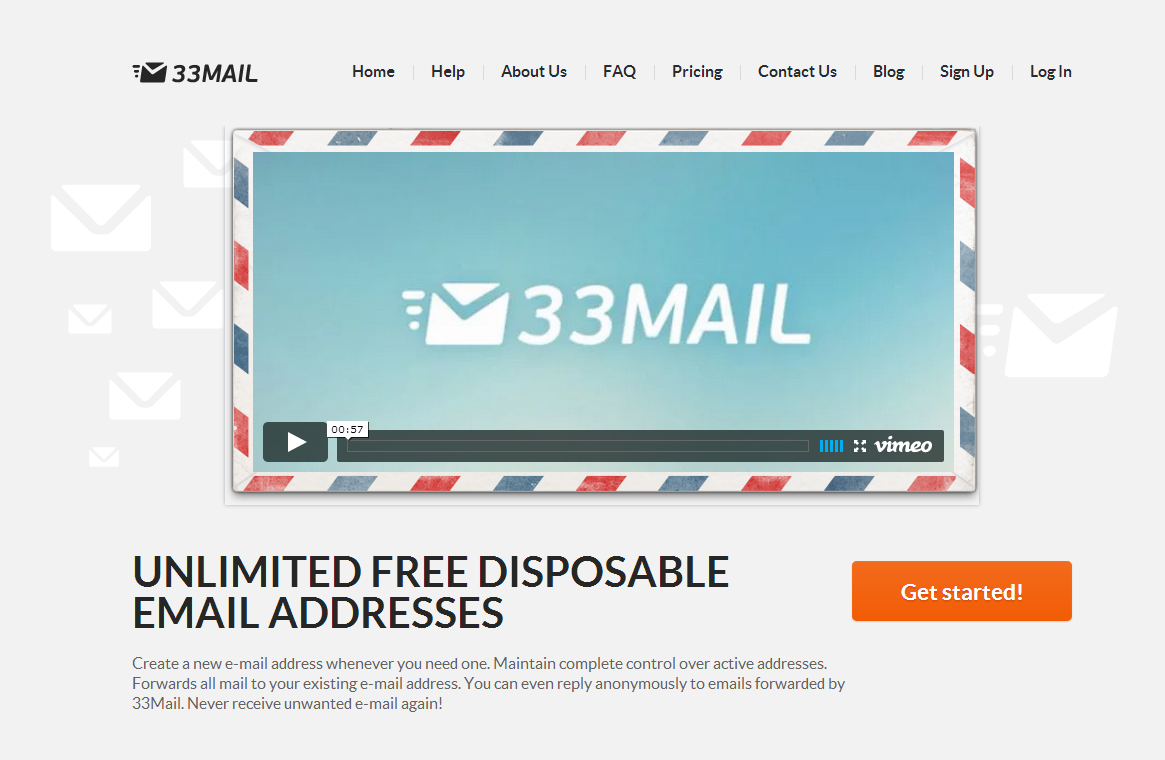 33MAIL
Home Help About Us FAQ Pricing Contact Us Blog Sign Up Log In
33MAIL
00:57
vimeo
UNLIMITED FREE DISPOSABLE
EMAIL ADDRESSES
Get started!
Create a new e-mail address whenever you need one. Maintain complete control over active addresses.
Forwards all mail to your existing e-mail address. You can even reply anonymously to emails forwarded by
33Mail. Never receive unwanted e-mail again!